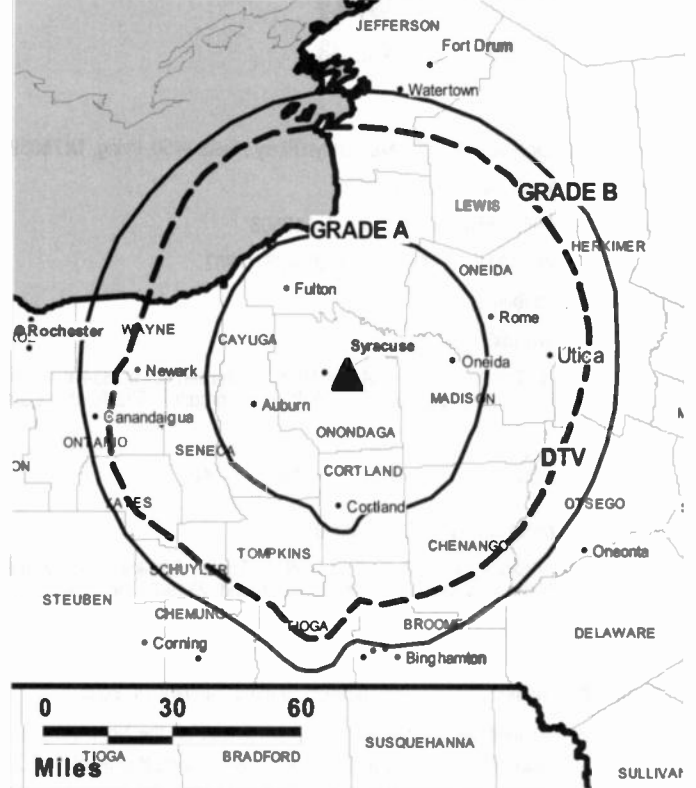 JEFFERSON
Fort Drum
Watertown
GRADE B
LEWIS
GRADE A
HERKIMER
ONEIDA
Fulton
Rome
Rochester
WAYNE
CAYUGA
Syracuse
Utica
Oneida
Newark
MADISON
Auburn
Canandaigua
ONONDAGA
ONTARIO
SENECA
DTV
CORTLAND
YATES
Cortland
OTSEGO
CHENANGO
TOMPKINS
Oneonta
SCHUYLER
STEUBEN
CHEMUNG
TIOGA
BROOME
DELAWARE
Corning
Binghamton
0 30 60
SUSQUEHANNA
TIOGA
BRADFORD
Miles
SULLIVAN